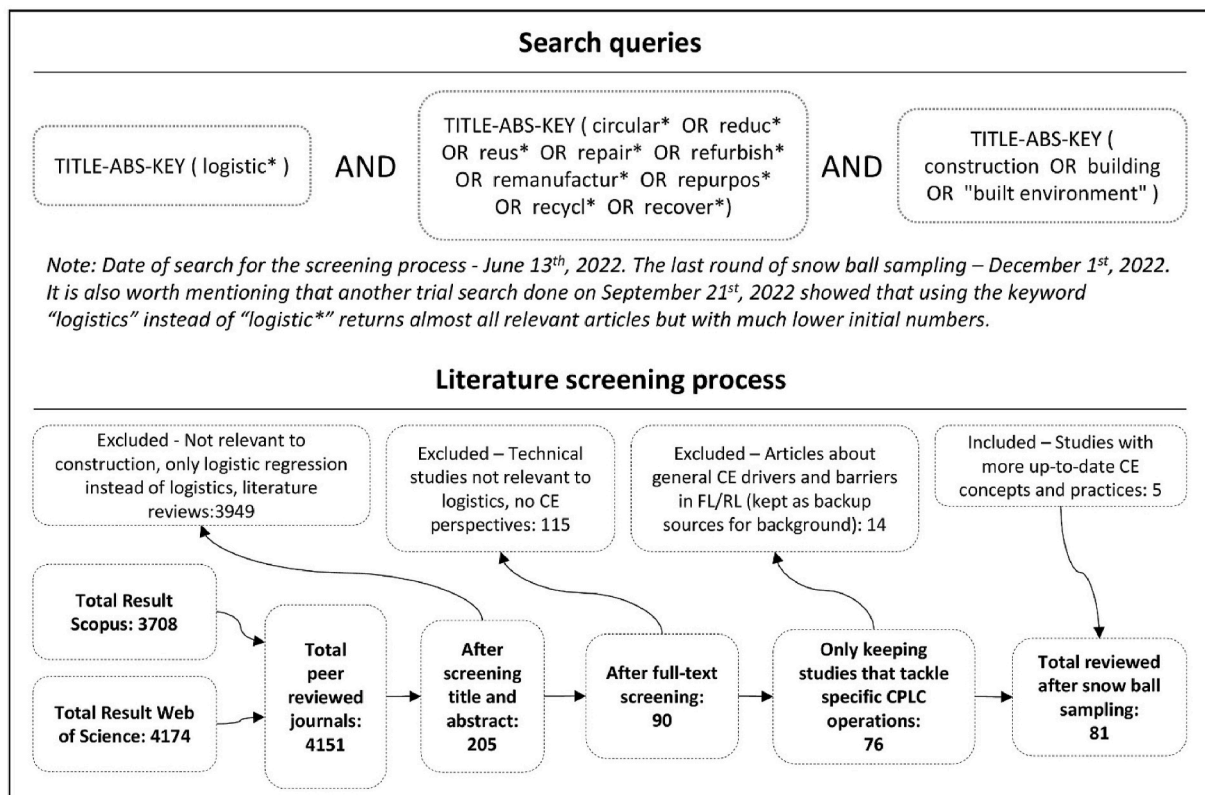 Search queries
TITLE-ABS-KEY ( logistic* )
AND
TITLE-ABS-KEY ( circular* OR reduc*
OR reus* OR repair* OR refurbish*
OR remanufactur* OR repurpos*
OR recycl* OR recover*)
AND
TITLE-ABS-KEY (
construction OR building
OR "built environment" )
Note: Date of search for the screening process - June 13th, 2022. The last round of snow ball sampling – December 1st, 2022.
It is also worth mentioning that another trial search done on September 21st, 2022 showed that using the keyword
“logistics” instead of “logistic*” returns almost all relevant articles but with much lower initial numbers.
Literature screening process
Excluded - Not relevant to
construction, only logistic regression
instead of logistics, literature
reviews:3949
Excluded – Technical
studies not relevant to
logistics, no CE
perspectives: 115
Excluded – Articles about
general CE drivers and barriers
in FL/RL (kept as backup
sources for background): 14
Included – Studies with
more up-to-date CE
concepts and practices: 5
Total Result
Scopus: 3708
Total Result Web
of Science: 4174
Total
peer
reviewed
journals:
4151
After
screening
title and
abstract:
205
After full-text
screening:
90
Only keeping
studies that tackle
specific CPLC
operations:
76
Total reviewed
after snow ball
sampling:
81